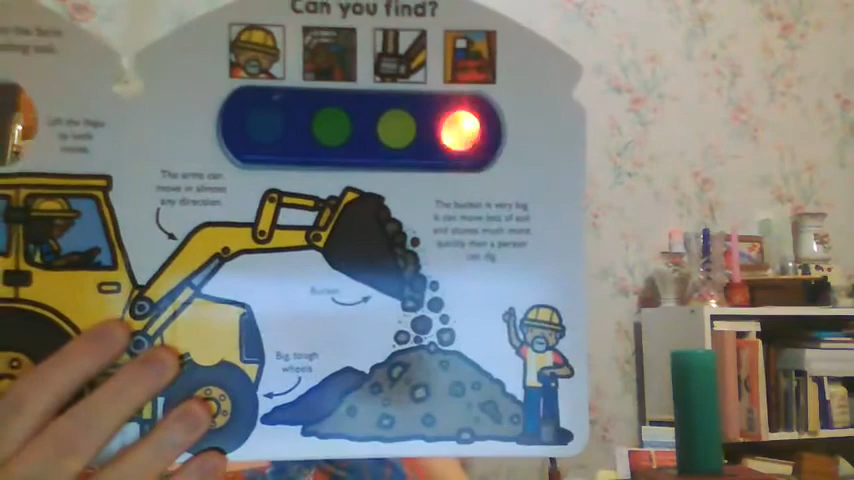 Can you find?
Lift the flaps
to look
inside.
The arms can
move in almost
any direction.
The bucket is very big.
It can move lots of soil
and stones much more
quickly than a person
can dig.
Bucket
Big, tough
wheels